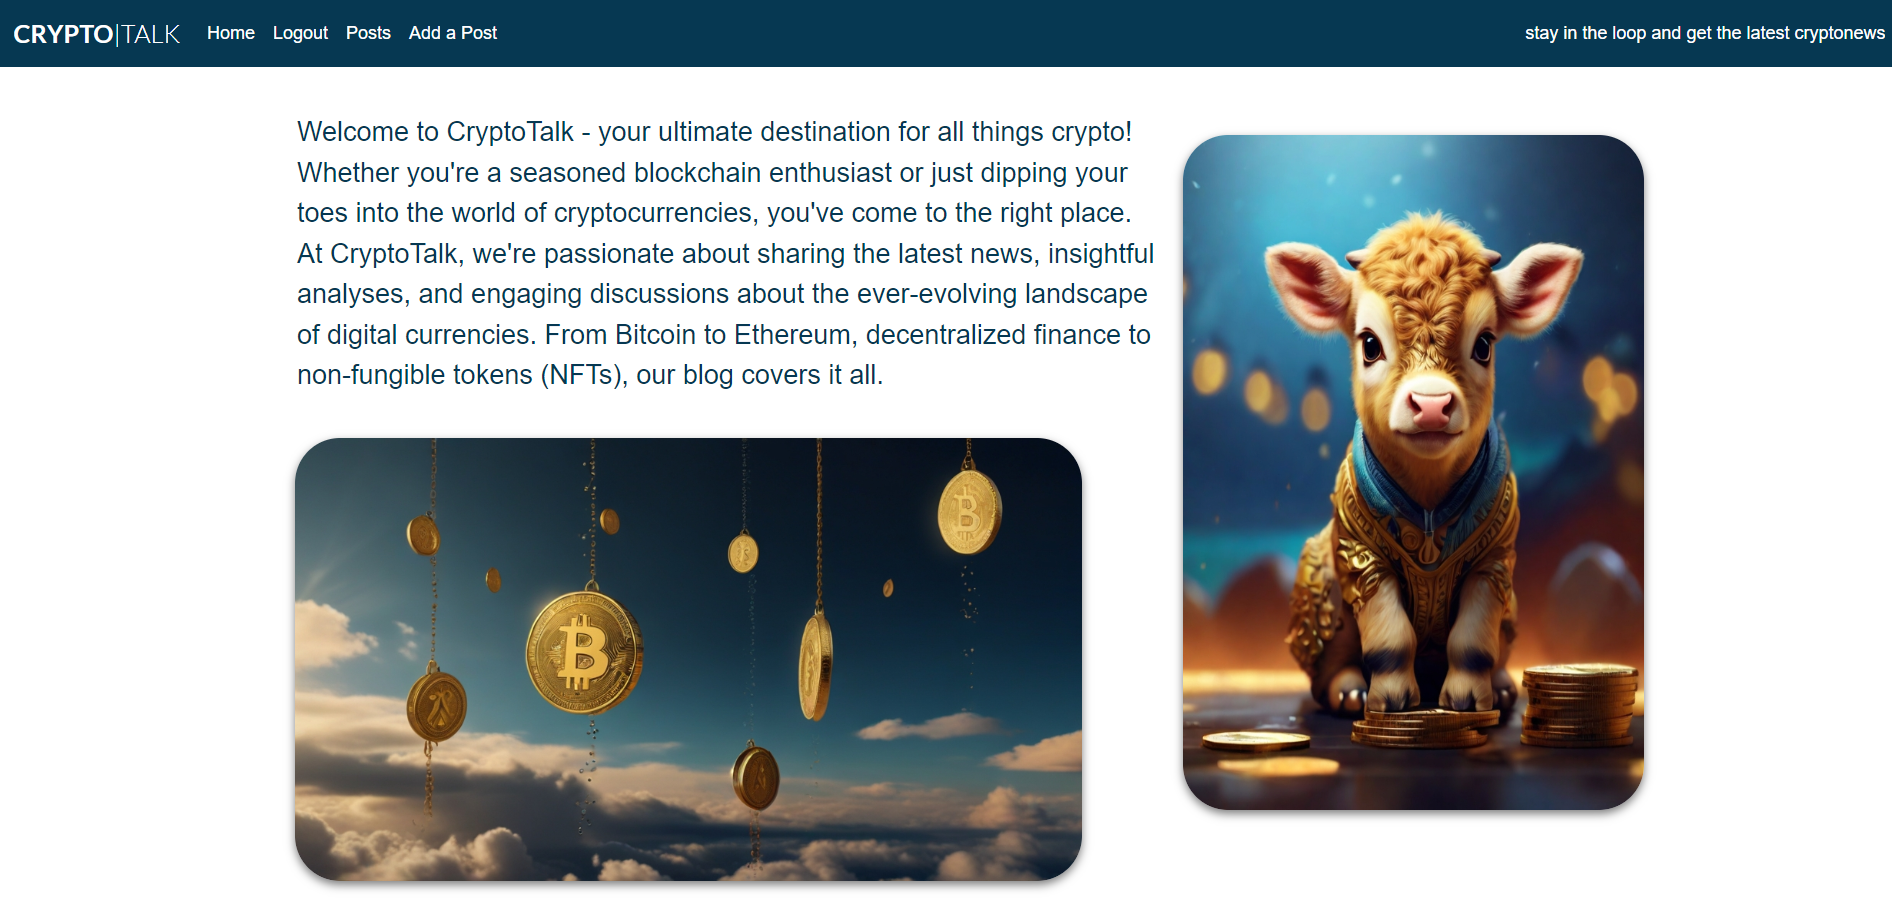 CRYPTO|TALK Home Logout Posts Add a Post stay in the loop and get the latest cryptonews
Welcome to CryptoTalk - your ultimate destination for all things crypto!
Whether you're a seasoned blockchain enthusiast or just dipping your
toes into the world of cryptocurrencies, you've come to the right place.
At CryptoTalk, we're passionate about sharing the latest news, insightful
analyses, and engaging discussions about the ever-evolving landscape
of digital currencies. From Bitcoin to Ethereum, decentralized finance to
non-fungible tokens (NFTs), our blog covers it all.